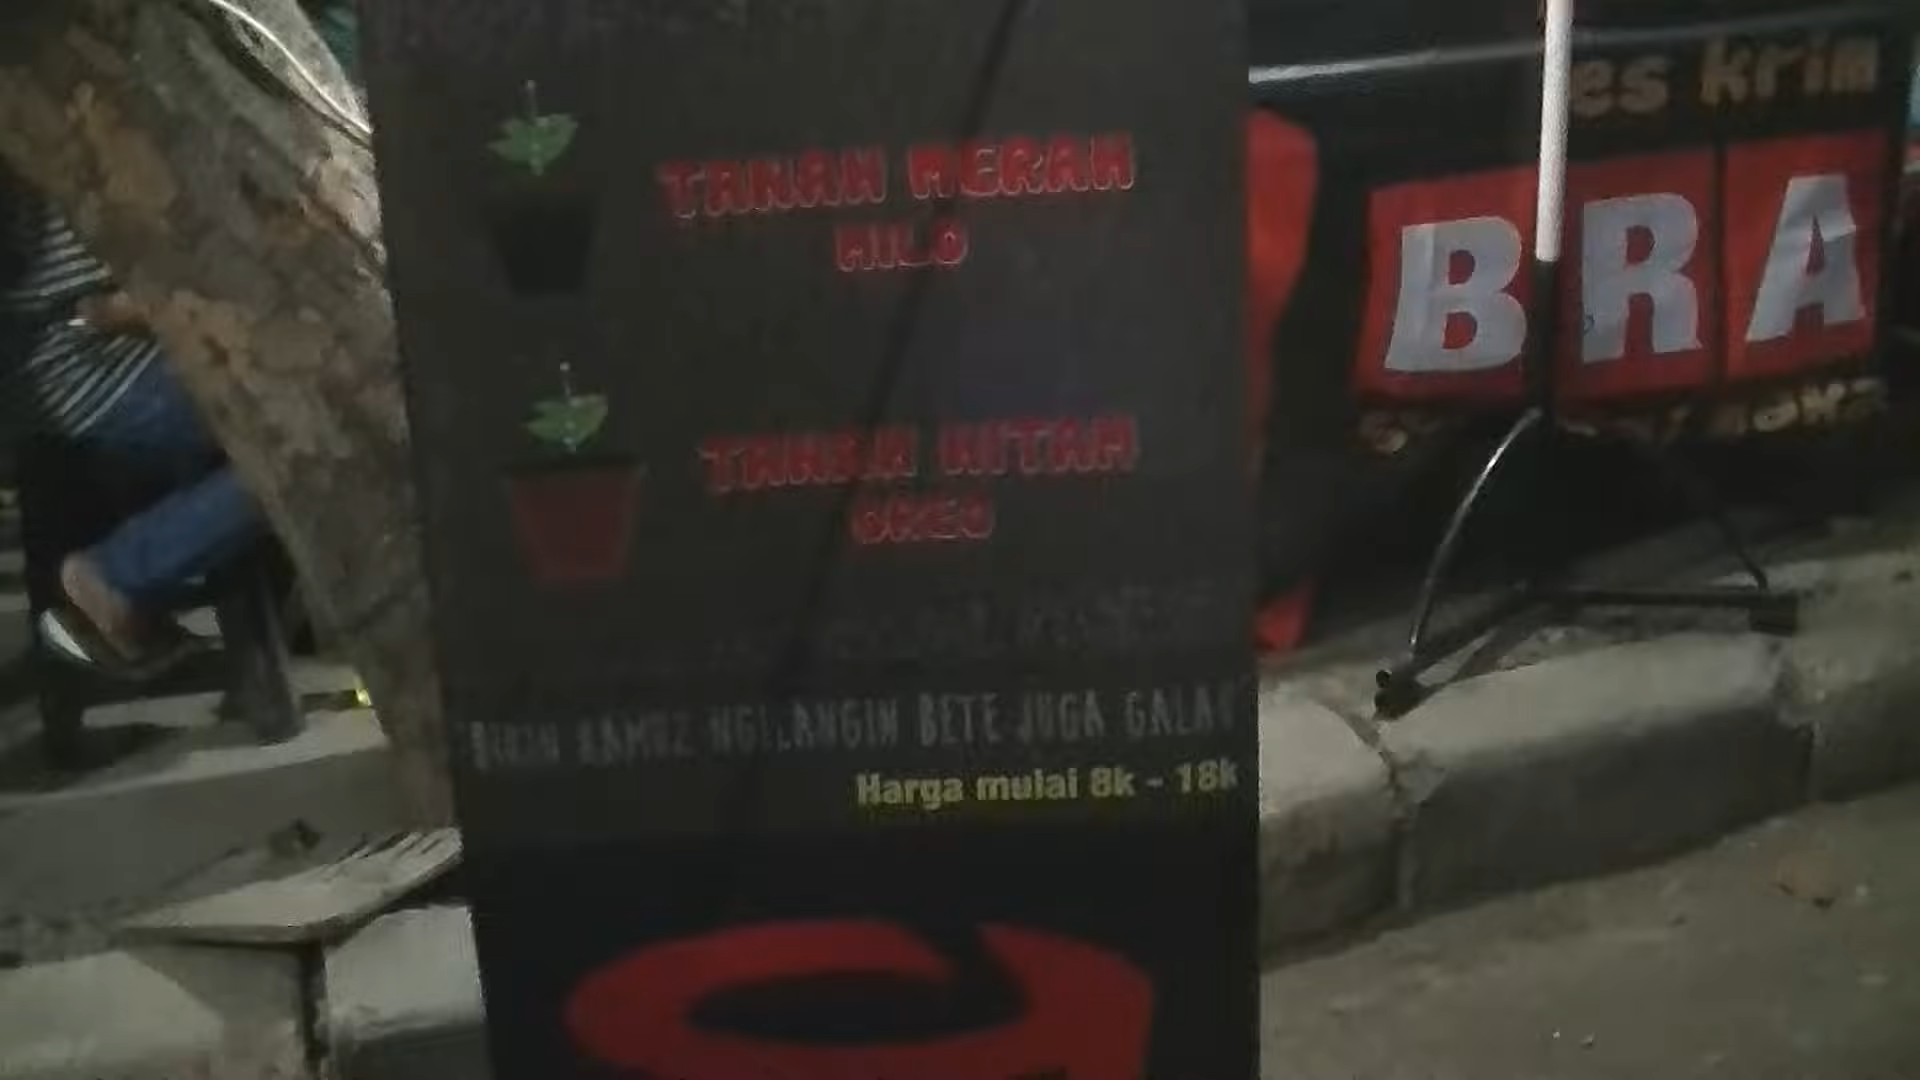 TANAH MERAH
MILO
TANAH HITAM
OREO
BIKIN KAMUZ NGILANGIN BETE JUGA GALAU
Harga mulai 8k - 18k
es krim
BRA